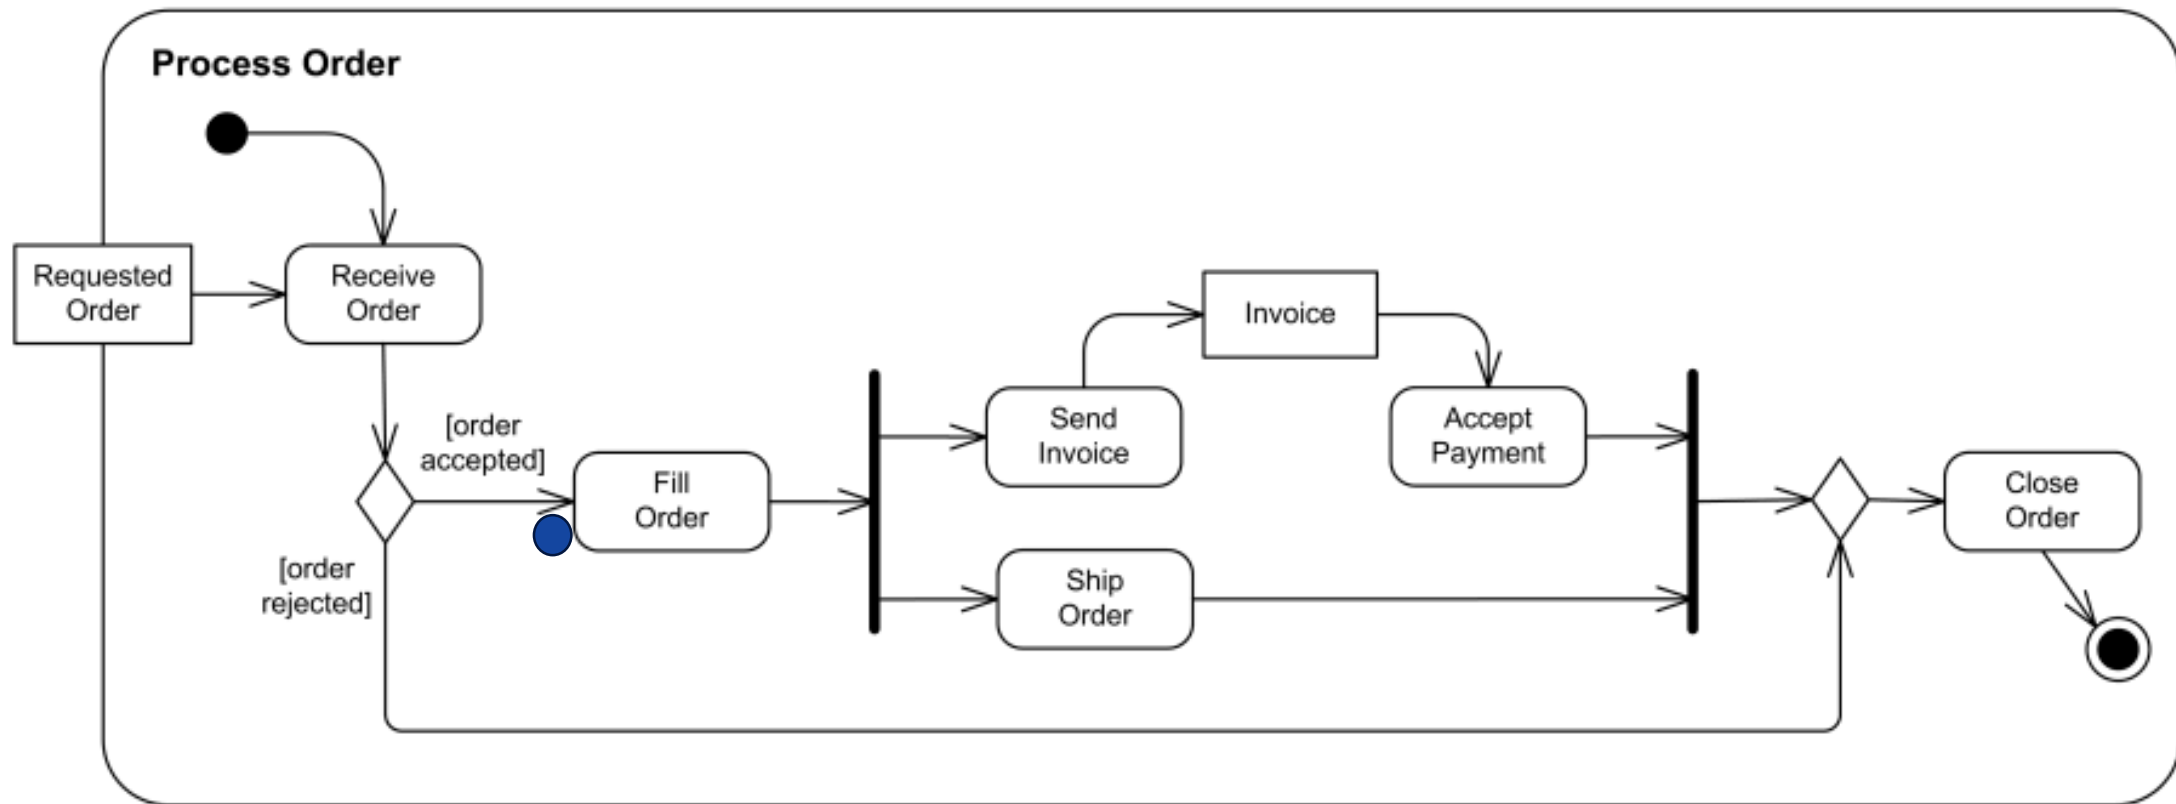 Process Order
Requested
Order
Receive
Order
[order
accepted]
[order
rejected]
Fill
Order
Send
Invoice
Invoice
Accept
Payment
Ship
Order
Close
Order